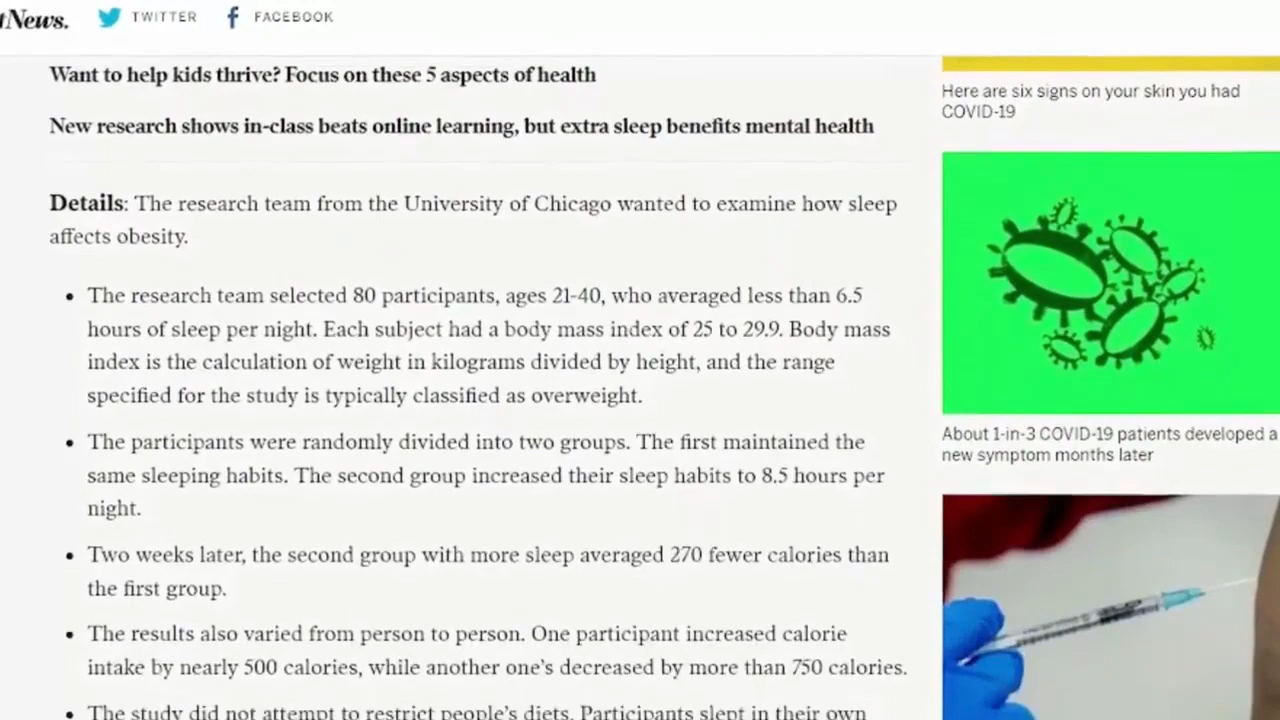 tNews.
TWITTER
FACEBOOK
Want to help kids thrive? Focus on these 5 aspects of health
New research shows in-class beats online learning, but extra sleep benefits mental health
Details: The research team from the University of Chicago wanted to examine how sleep
affects obesity.
• The research team selected 80 participants, ages 21-40, who averaged less than 6.5
hours of sleep per night. Each subject had a body mass index of 25 to 29.9. Body mass
index is the calculation of weight in kilograms divided by height, and the range
specified for the study is typically classified as overweight.
• The participants were randomly divided into two groups. The first maintained the
same sleeping habits. The second group increased their sleep habits to 8.5 hours per
night.
• Two weeks later, the second group with more sleep averaged 270 fewer calories than
the first group.
• The results also varied from person to person. One participant increased calorie
intake by nearly 500 calories, while another one's decreased by more than 750 calories.
• The study did not attempt to restrict people's diets. Participants slept in their own
Here are six signs on your skin you had
COVID-19
About 1-in-3 COVID-19 patients developed a
new symptom months later